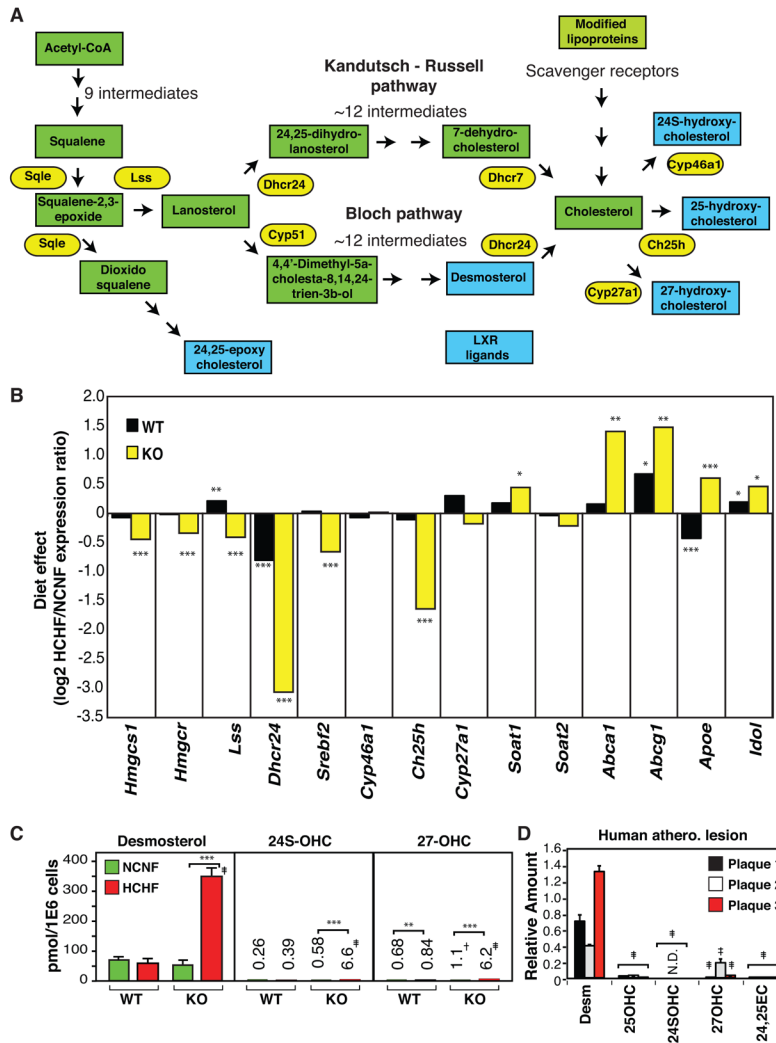 A
Acetyl-CoA
9 intermediates
Squalene
Sqle
Lss
Squalene-2,3-
epoxide
Lanosterol
Sqle
Dioxido
squalene
24,25-epoxy
cholesterol
Kandutsch - Russell
pathway
~12 intermediates
24,25-dihydro-
lanosterol
7-dehydro-
cholesterol
Dhcr24
Dhcr7
Cyp51
Bloch pathway
~12 intermediates
Dhcr24
4,4'-Dimethyl-5a-
cholesta-8,14,24-
trien-3b-ol
Desmosterol
LXR
ligands
Modified
lipoproteins
Scavenger receptors
24S-hydroxy-
cholesterol
Cyp46a1
Cholesterol
25-hydroxy-
cholesterol
Ch25h
Cyp27a1
27-hydroxy-
cholesterol
B
Diet effect
(log2 HCHF/NCNF expression ratio)
2.0
1.5
1.0
0.5
0
-0.5
-1.0
-1.5
-2.0
-2.5
-3.0
-3.5
WT
KO
***
***
**
***
***
***
***
***
*
**
*
**
***
***
*
*
Hmgcs1
Hmgcr
Lss
Dhcr24
Srebf2
Cyp46a1
Ch25h
Cyp27a1
Soat1
Soat2
Abca1
Abcg1
Apoe
Idol
C
Desmosterol
24S-OHC
27-OHC
pmol/1E6 cells
400
300
200
100
0
NCNF
HCHF
***
ǂ
0.26
0.39
***
0.58
6.6ǂ
**
0.68
0.84
***
1.1†
6.2ǂ
WT
KO
WT
KO
WT
KO
D
Human athero. lesion
Relative Amount
1.6
1.4
1.2
1.0
0.8
0.6
0.4
0.2
0
Plaque 1
Plaque 2
Plaque 3
ǂ
ǂ
N.D.
ǂ
‡
ǂ
ǂ
Desm
25OHC
24SOHC
27OHC
24,25EC